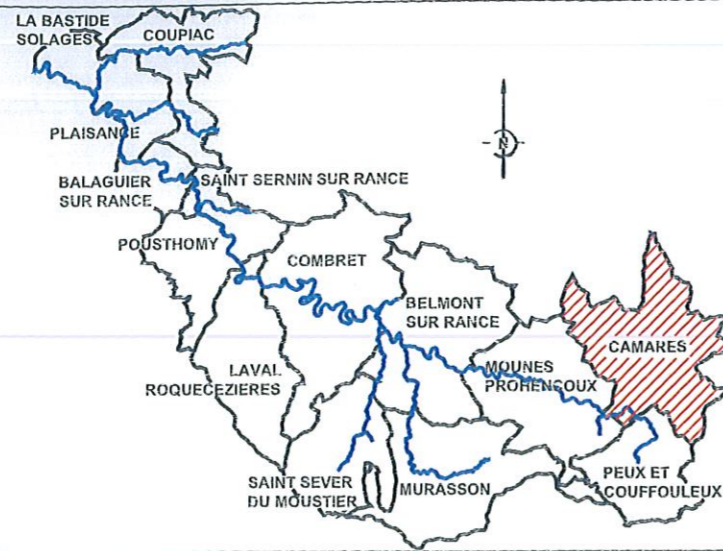 LA BASTIDE
SOLAGES
COUPIAC
PLAISANCE
BALAGUIER
SUR RANCE
SAINT SERNIN SUR RANCE
POUSTHOMY
COMBRET
BELMONT
SUR RANCE
CAMARES
MOUNES
PROHENCOUX
LAVAL
ROQUECEZIERES
SAINT SEVER
DU MOUSTIER
MURASSON
PEUX ET
COUFFOULEUX
N